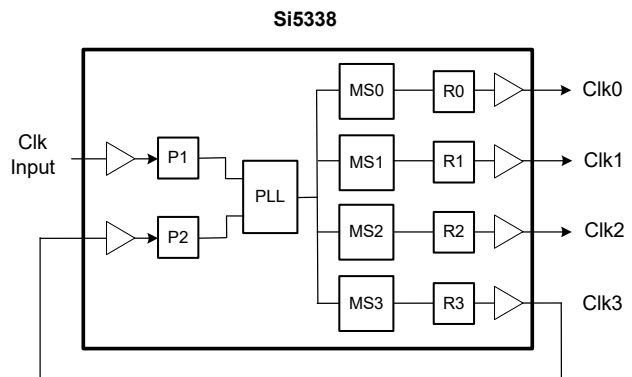 Si5338
MS0 R0 Clk0
Clk
Input
P1
MS1 R1 Clk1
PLL
P2
MS2 R2 Clk2
MS3 R3 Clk3